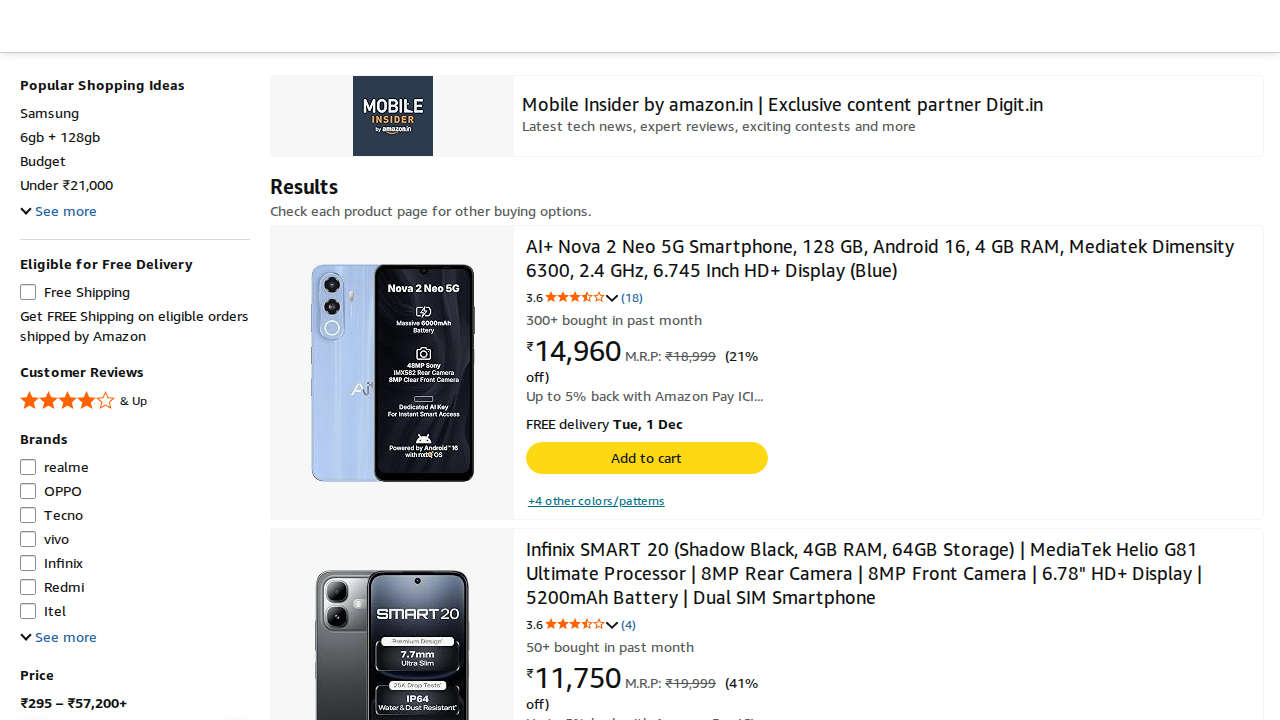 Popular Shopping Ideas
Samsung
6gb + 128gb
Budget
Under ₹21,000
See more
Eligible for Free Delivery
Free Shipping
Get FREE Shipping on eligible orders
shipped by Amazon
Customer Reviews
& Up
Brands
realme
OPPO
Tecno
vivo
Infinix
Redmi
Itel
See more
Price
₹295 – ₹57,200+
MOBILE
INSIDER
by amazon.in
Mobile Insider by amazon.in | Exclusive content partner Digit.in
Latest tech news, expert reviews, exciting contests and more
Results
Check each product page for other buying options.
Nova 2 Neo 5G
Massive 6000mAh
Battery
48MP Sony
IMX582 Rear Camera
8MP Clear Front Camera
Dedicated AI Key
For Instant Smart Access
Powered by Android™ 16
with nxtQ OS
Ai+
AI+ Nova 2 Neo 5G Smartphone, 128 GB, Android 16, 4 GB RAM, Mediatek Dimensity
6300, 2.4 GHz, 6.745 Inch HD+ Display (Blue)
3.6 (18)
300+ bought in past month
₹14,960 M.R.P: ₹18,999 (21%
off)
Up to 5% back with Amazon Pay ICI...
FREE delivery Tue, 1 Dec
Add to cart
+4 other colors/patterns
SMART 20
Premium Design
7.7mm
Ultra Slim
25K Drop Tests
IP64
Water & Dust Resistant
Infinix SMART 20 (Shadow Black, 4GB RAM, 64GB Storage) | MediaTek Helio G81
Ultimate Processor | 8MP Rear Camera | 8MP Front Camera | 6.78" HD+ Display |
5200mAh Battery | Dual SIM Smartphone
3.6 (4)
50+ bought in past month
₹11,750 M.R.P: ₹19,999 (41%
off)